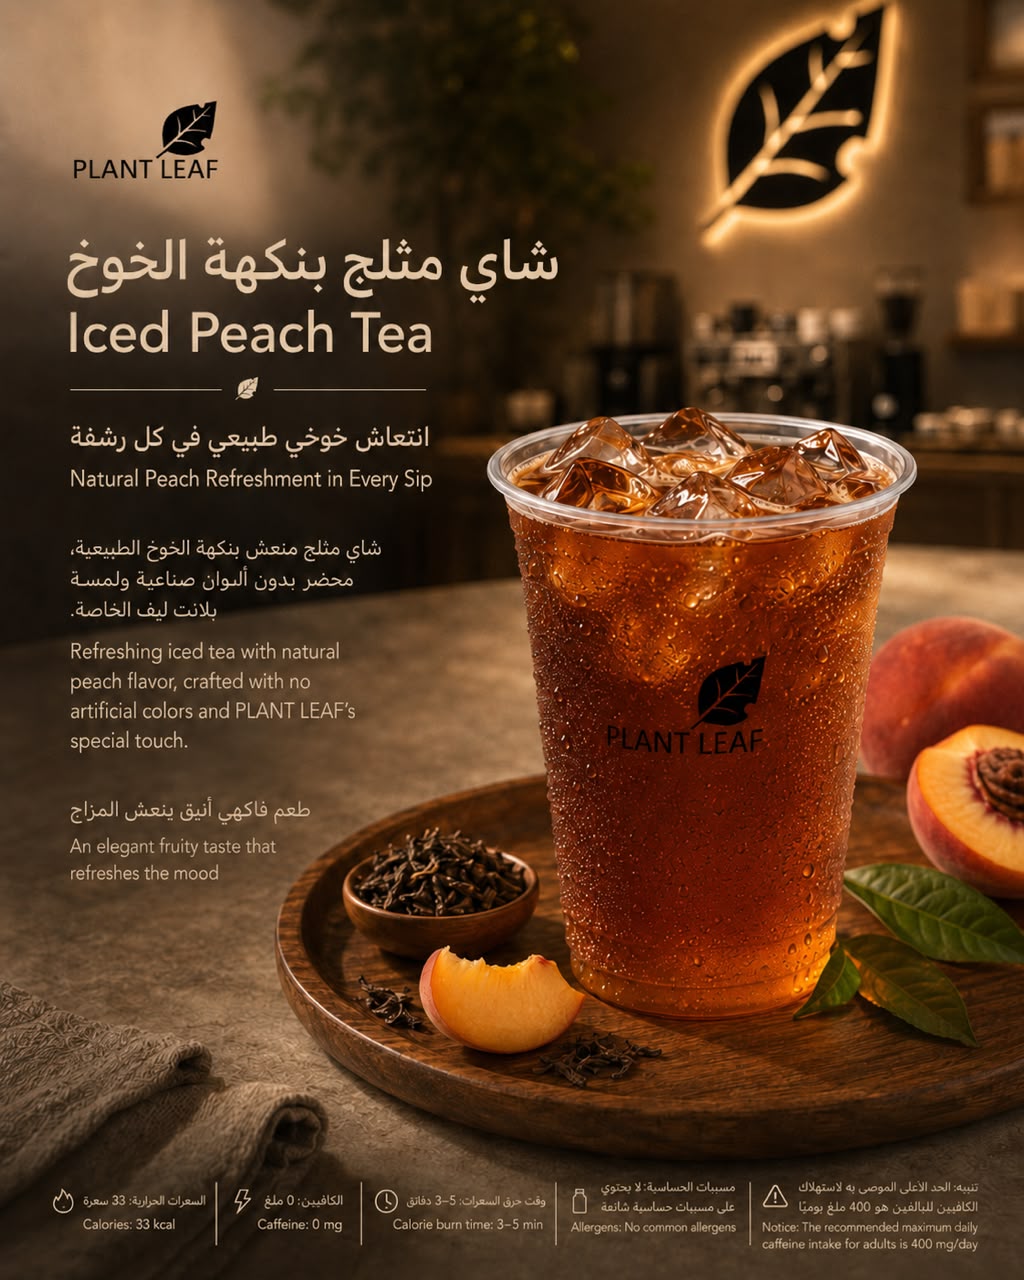 PLANT LEAF
شاي مثلج بنكهة الخوخ
Iced Peach Tea
انتعاش خوخي طبيعي في كل رشفة
Natural Peach Refreshment in Every Sip
شاي مثلج منعش بنكهة الخوخ الطبيعية،
محضر بدون ألوان صناعية ولمسة
بلانت ليف الخاصة.
Refreshing iced tea with natural
peach flavor, crafted with no
artificial colors and PLANT LEAF's
special touch.
طعم فاكهي أنيق ينعش المزاج
An elegant fruity taste that
refreshes the mood
PLANT LEAF
السعرات الحرارية: 33 سعرة
Calories: 33 kcal
الكافيين: 0 ملغ
Caffeine: 0 mg
وقت حرق السعرات: 5–3 دقائق
Calorie burn time: 3–5 min
مسببات الحساسية: لا يحتوي
على مسببات حساسية شائعة
Allergens: No common allergens
تنبيه: الحد الأعلى الموصى به لاستهلاك
الكافيين للبالغين هو 400 ملغ يوميًا
Notice: The recommended maximum daily
caffeine intake for adults is 400 mg/day